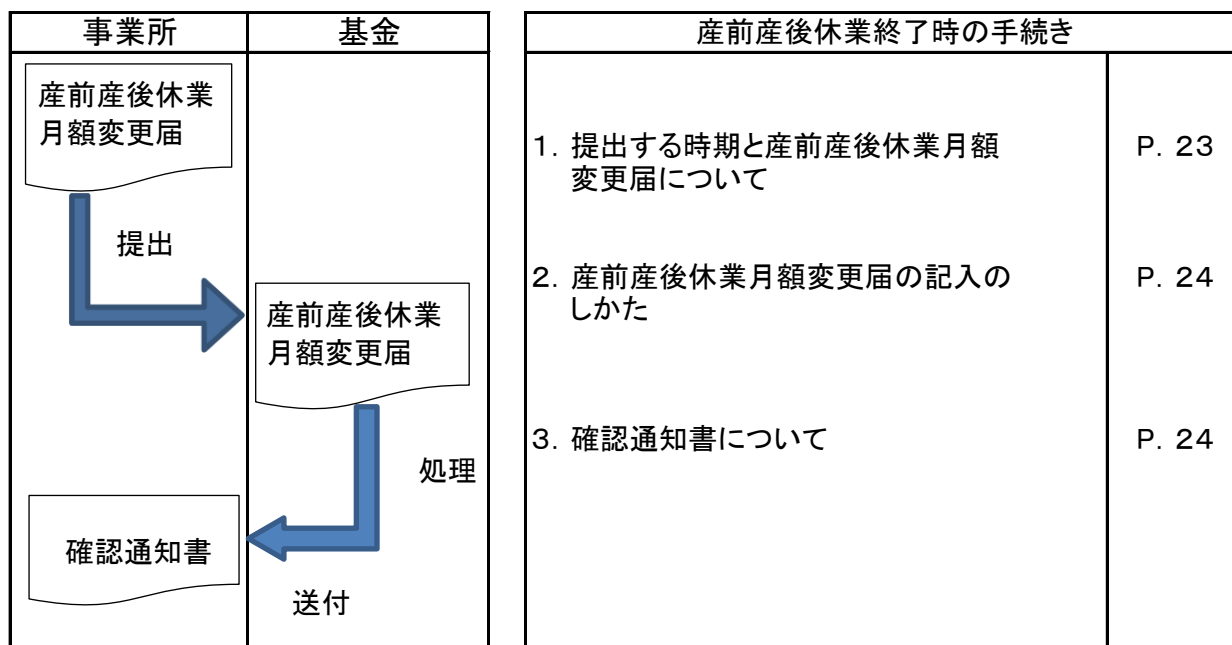 事業所
基金
産前産後休業
月額変更届
提出
産前産後休業
月額変更届
処理
確認通知書
送付
産前産後休業終了時の手続き
１．提出する時期と産前産後休業月額
変更届について
Ｐ．２３
２．産前産後休業月額変更届の記入の
しかた
Ｐ．２４
３．確認通知書について
Ｐ．２４